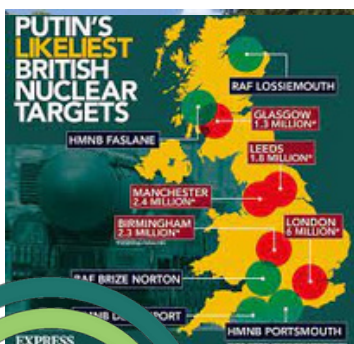 PUTIN'S
LIKELIEST
BRITISH
NUCLEAR
TARGETS
RAF LOSSIEMOUTH
GLASGOW
1.3 MILLION*
HMNB FASLANE
LEEDS
1.8 MILLION*
MANCHESTER
2.4 MILLION*
BIRMINGHAM
2.3 MILLION*
LONDON
6 MILLION*
RAF BRIZE NORTON
HMNB PORTSMOUTH
EXPRESS